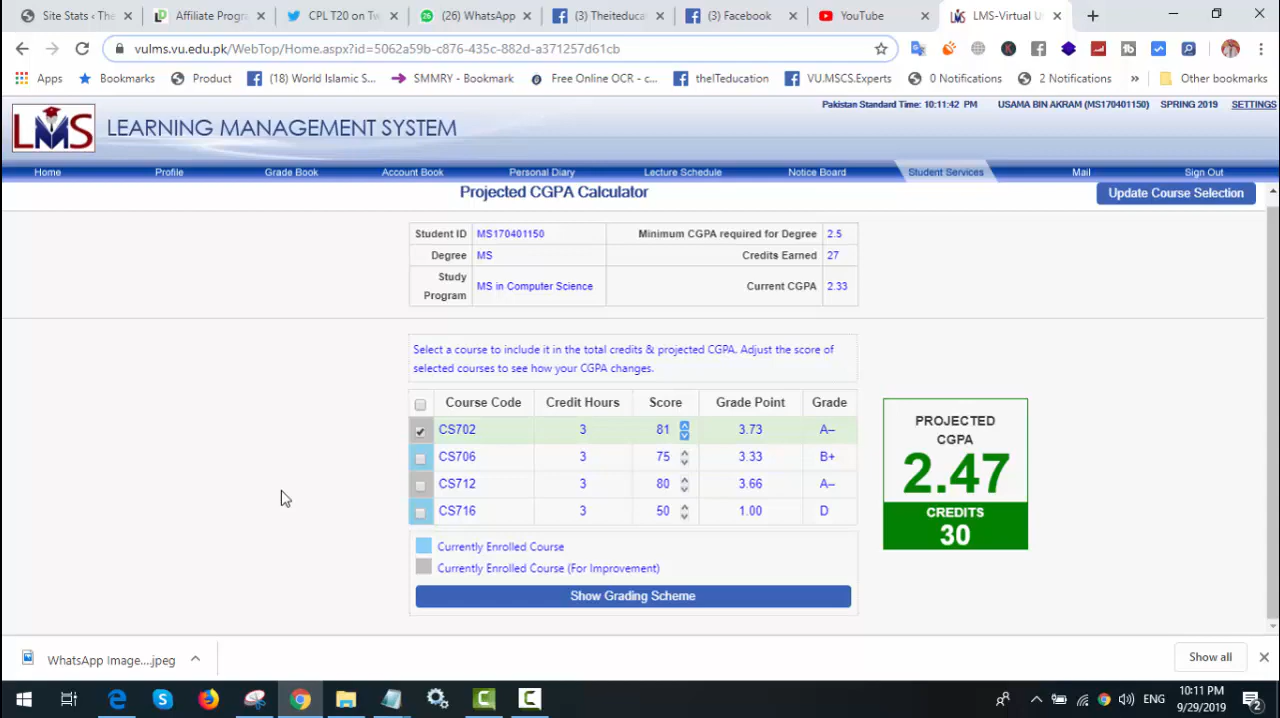 Site Stats ‹ The
Affiliate Progra
CPL T20 on Tw
(26) WhatsApp
(3) Theiteduca
(3) Facebook
YouTube
LMS-Virtual U
vulms.vu.edu.pk/WebTop/Home.aspx?id=5062a59b-c876-435c-882d-a371257d61cb
Apps
Bookmarks
Product
(18) World Islamic S...
SMMRY - Bookmark
Free Online OCR - c...
theITeducation
VU.MSCS.Experts
0 Notifications
2 Notifications
»
Other bookmarks
Pakistan Standard Time: 10:11:42 PM
USAMA BIN AKRAM (MS170401150)
SPRING 2019
SETTINGS
LMS
LEARNING MANAGEMENT SYSTEM
Home
Profile
Grade Book
Account Book
Personal Diary
Lecture Schedule
Notice Board
Student Services
Mail
Sign Out
Projected CGPA Calculator
Update Course Selection
Student ID MS170401150 Minimum CGPA required for Degree 2.5
Degree MS Credits Earned 27
Study Program MS in Computer Science Current CGPA 2.33
Select a course to include it in the total credits & projected CGPA. Adjust the score of
selected courses to see how your CGPA changes.
Course Code Credit Hours Score Grade Point Grade
CS702 3 81 3.73 A–
CS706 3 75 3.33 B+
CS712 3 80 3.66 A–
CS716 3 50 1.00 D
PROJECTED
CGPA
2.47
CREDITS
30
Currently Enrolled Course
Currently Enrolled Course (For Improvement)
Show Grading Scheme
WhatsApp Image....jpeg
Show all
ENG
10:11 PM
9/29/2019
2